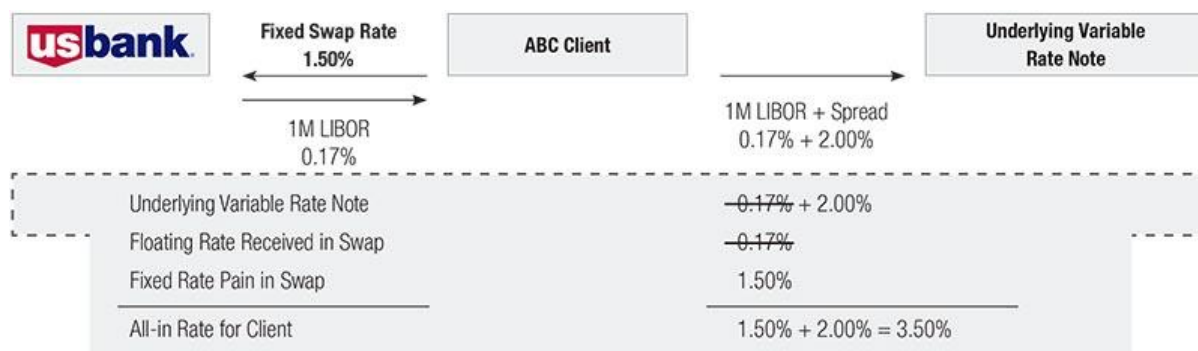 usbank
Fixed Swap Rate
1.50%
ABC Client
Underlying Variable
Rate Note
1M LIBOR
0.17%
1M LIBOR + Spread
0.17% + 2.00%
Underlying Variable Rate Note 0.17% + 2.00%
Floating Rate Received in Swap 0.17%
Fixed Rate Pain in Swap 1.50%
All-in Rate for Client 1.50% + 2.00% = 3.50%